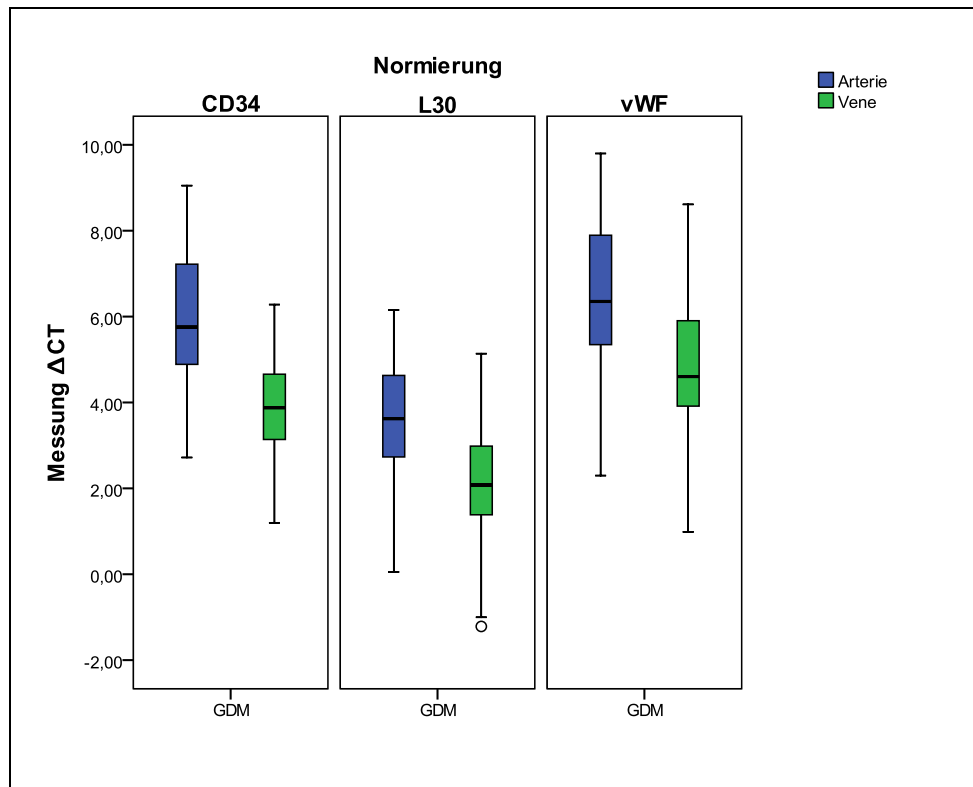 Normierung
CD34 L30 vWF
Arterie
Vene
Messung ΔCT
10,00
8,00
6,00
4,00
2,00
0,00
-2,00
GDM GDM GDM